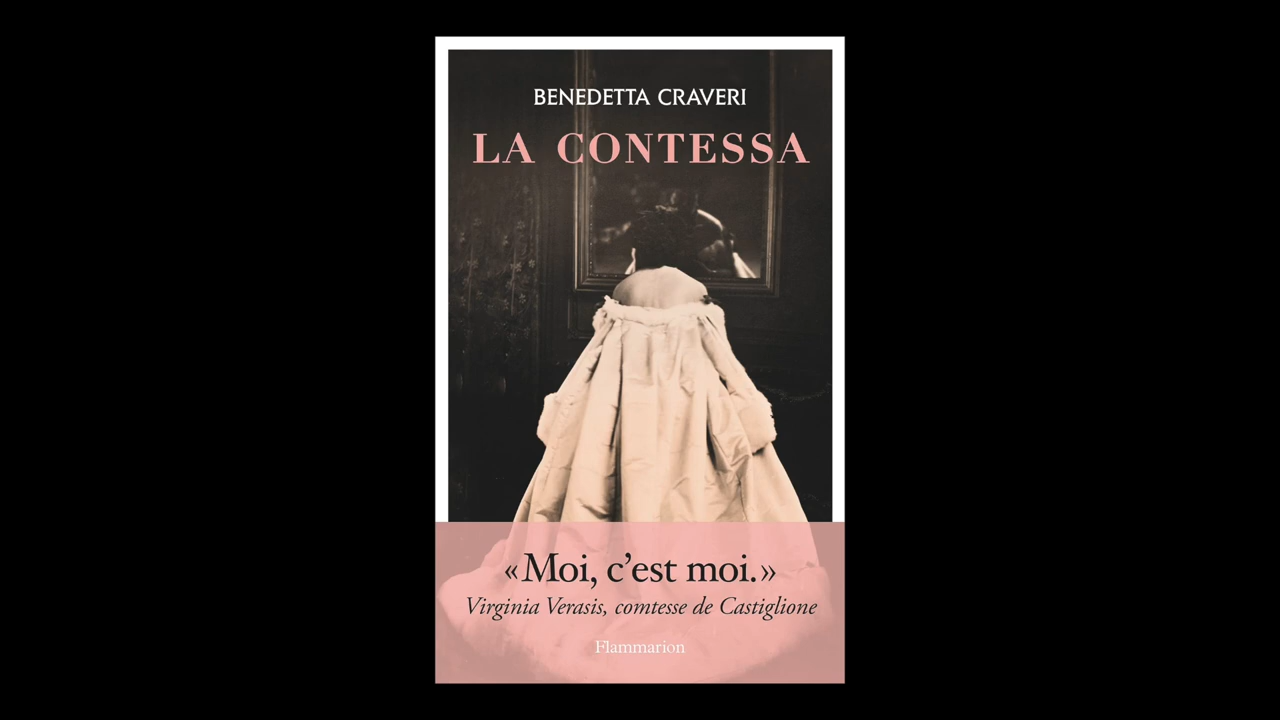 BENEDETTA CRAVERI
LA CONTESSA
«Moi, c’est moi.»
Virginia Verasis, comtesse de Castiglione
Flammarion